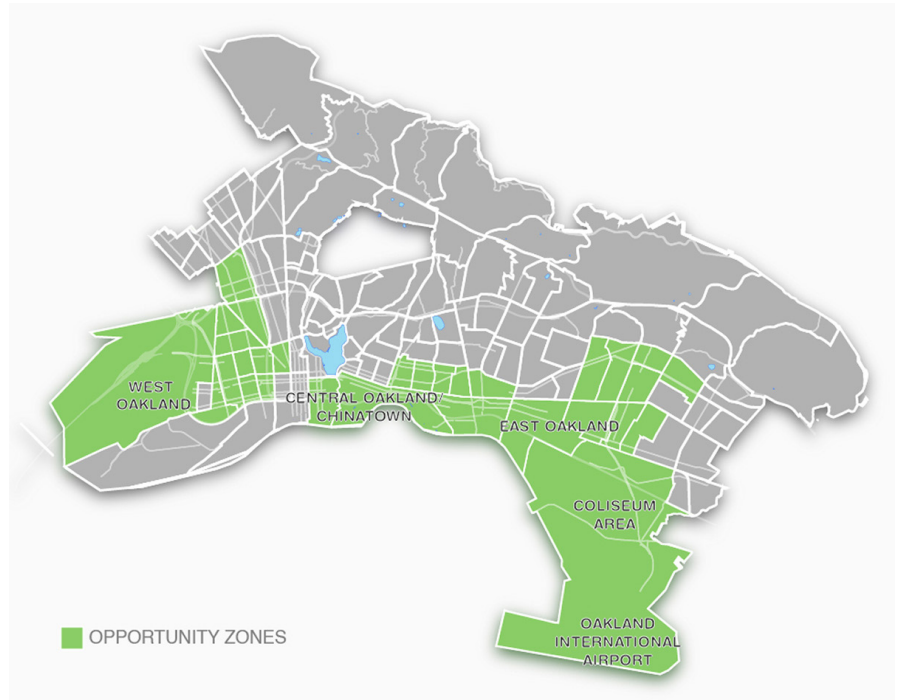 WEST
OAKLAND
CENTRAL OAKLAND/
CHINATOWN
EAST OAKLAND
COLISEUM
AREA
OAKLAND
INTERNATIONAL
AIRPORT
OPPORTUNITY ZONES